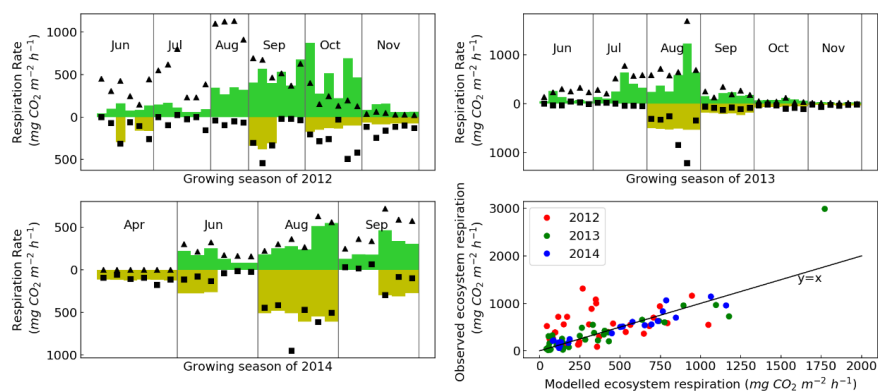 Respiration Rate
(mg CO2 m−2 h−1)
1000
500
0
500
Jun
Jul
Aug
Sep
Oct
Nov
Growing season of 2012
Respiration Rate
(mg CO2 m−2 h−1)
1000
0
1000
Jun
Jul
Aug
Sep
Oct
Nov
Growing season of 2013
Respiration Rate
(mg CO2 m−2 h−1)
500
0
500
1000
Apr
Jun
Aug
Sep
Growing season of 2014
Observed ecosystem respiration
(mg CO2 m−2 h−1)
3000
2000
1000
0
2012
2013
2014
y=x
0 250 500 750 1000 1250 1500 1750 2000
Modelled ecosystem respiration (mg CO2 m−2 h−1)